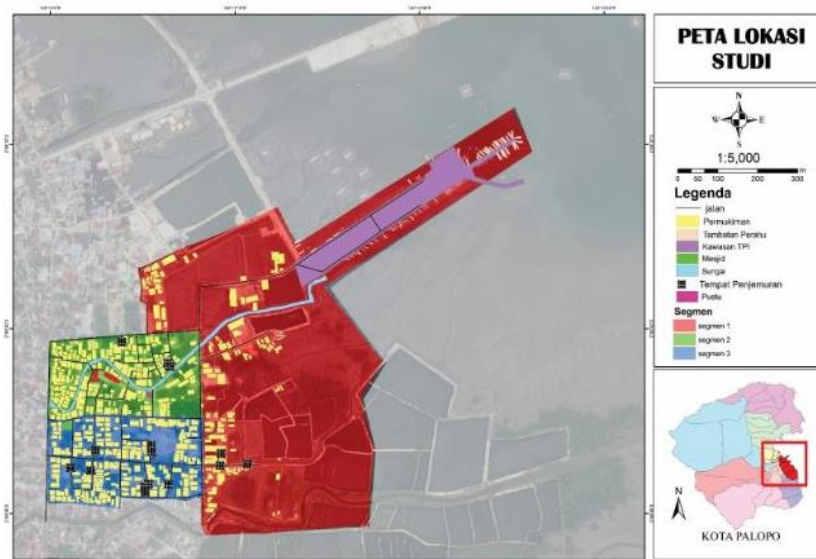 PETA LOKASI
STUDI
N
W E
S
1:5,000
0 50 100 200 300
m
Legenda
jalan
Permukiman
Tambatan Perahu
Kawasan TPI
Mesjid
Sungai
Tempat Penjemuran
Pustu
Segmen
segmen 1
segmen 2
segmen 3
N
KOTA PALOPO